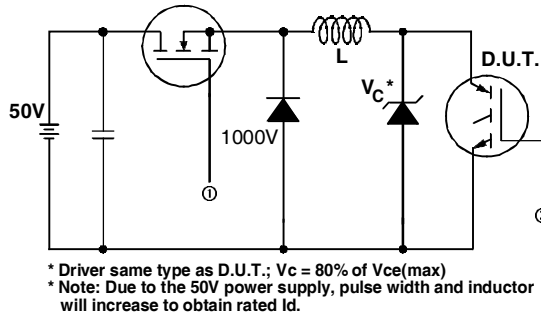 L
D.U.T.
VC*
50V
1000V
①
* Driver same type as D.U.T.; Vc = 80% of Vce(max)
* Note: Due to the 50V power supply, pulse width and inductor
will increase to obtain rated Id.